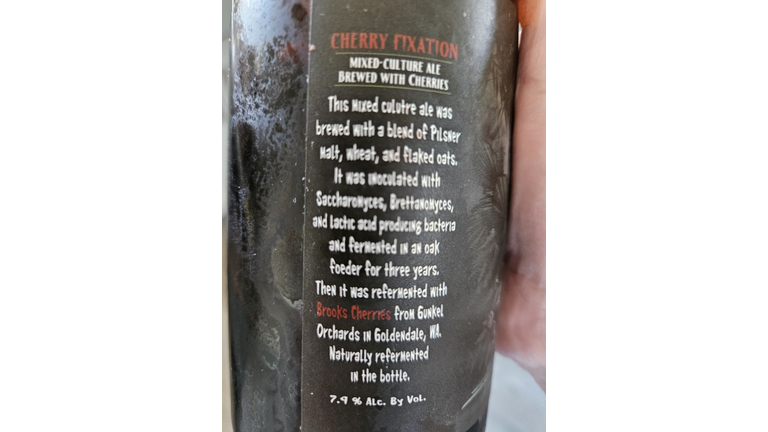 CHERRY FIXATION
MIXED-CULTURE ALE
BREWED WITH CHERRIES
This mixed culutre ale was
brewed with a blend of Pilsner
malt, wheat, and flaked oats.
It was inoculated with
Saccharomyces, Brettanomyces,
and lactic acid producing bacteria
and fermented in an oak
foeder for three years.
Then it was refermented with
Brooks Cherries from Gunkel
Orchards in Goldendale, WA.
Naturally refermented
in the bottle.
7.9 % Alc. By Vol.